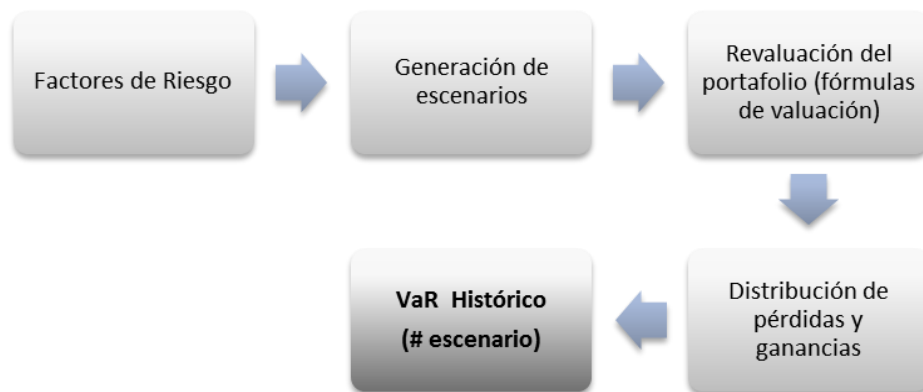 Factores de Riesgo
Generación de
escenarios
Revaluación del
portafolio (fórmulas
de valuación)
VaR Histórico
(# escenario)
Distribución de
pérdidas y
ganancias